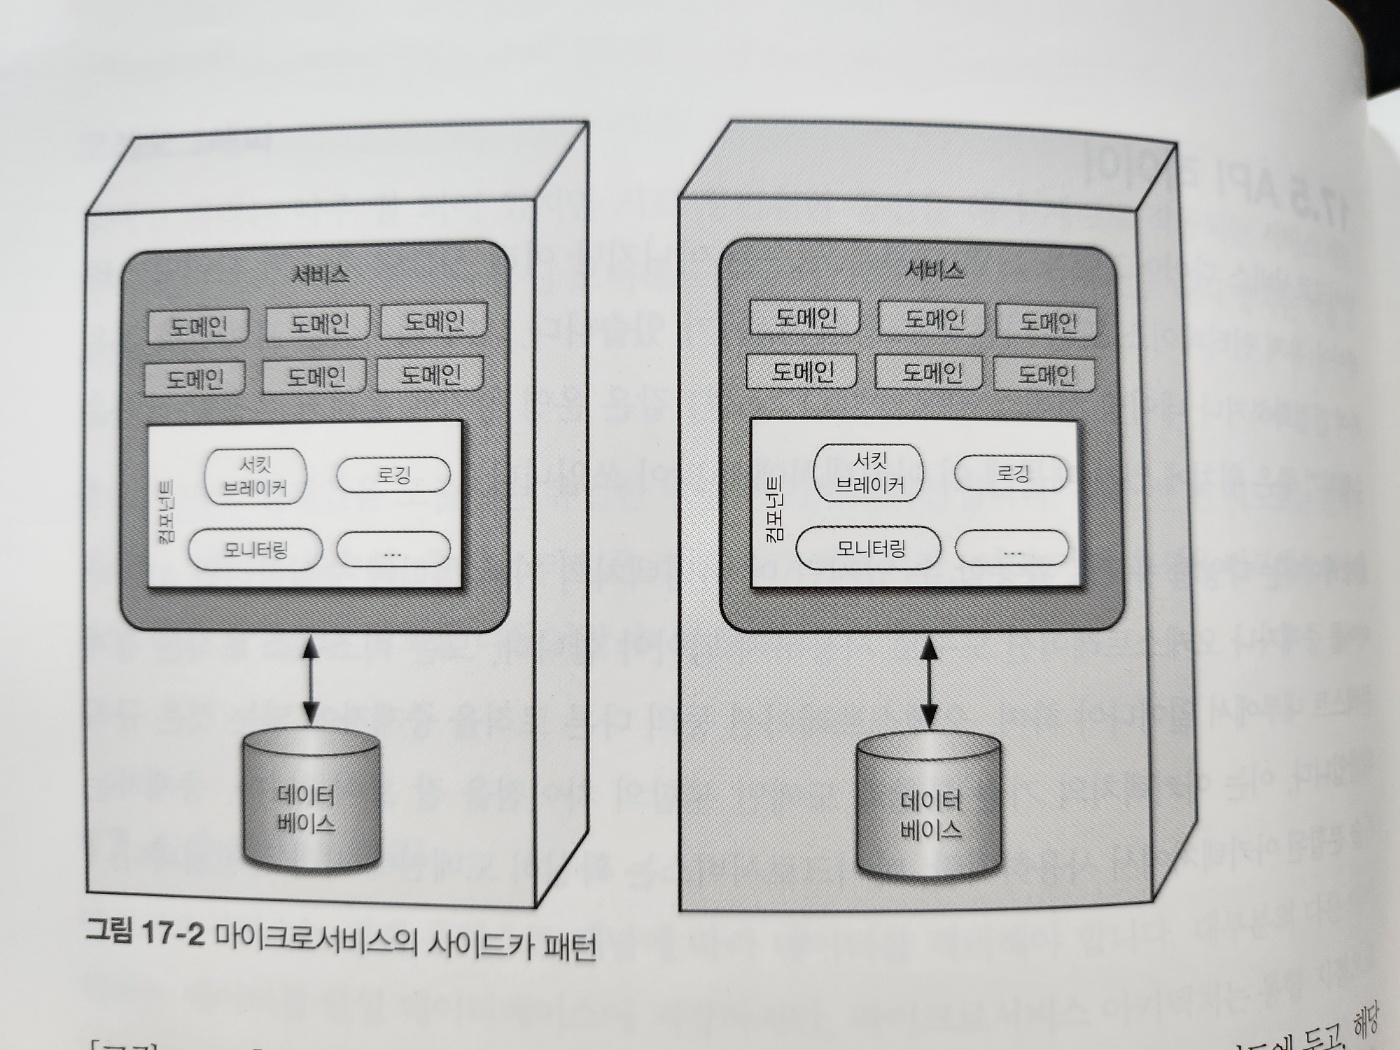 서비스
도메인 도메인 도메인
도메인 도메인 도메인
컴포넌트
서킷
브레이커
로깅
모니터링
...
데이터
베이스
서비스
도메인 도메인 도메인
도메인 도메인 도메인
컴포넌트
서킷
브레이커
로깅
모니터링
...
데이터
베이스
그림 17-2 마이크로서비스의 사이드카 패턴
두고, 해당